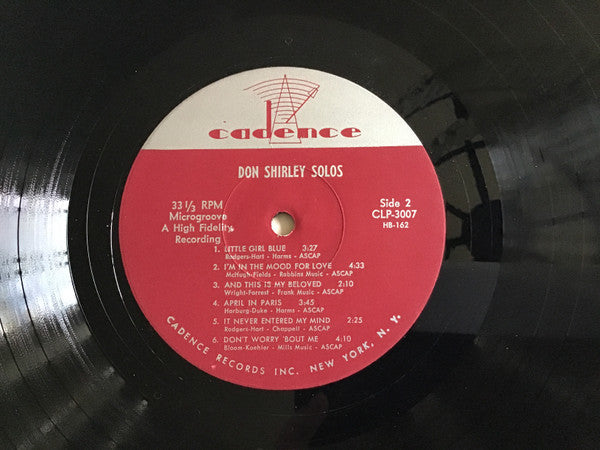 cadence
DON SHIRLEY SOLOS
33 1/3 RPM
Microgroove
A High Fidelity
Recording
Side 2
CLP-3007
HB-162
1. LITTLE GIRL BLUE 3:27
Rodgers-Hart - Harms - ASCAP
2. I'M IN THE MOOD FOR LOVE 4:33
McHugh-Fields - Robbins Music - ASCAP
3. AND THIS IS MY BELOVED 2:10
Wright-Forrest - Frank Music - ASCAP
4. APRIL IN PARIS 3:45
Harburg-Duke - Harms - ASCAP
5. IT NEVER ENTERED MY MIND 2:25
Rodgers-Hart - Chappell - ASCAP
6. DON'T WORRY 'BOUT ME 4:10
Bloom-Koehler - Mills Music - ASCAP
CADENCE RECORDS INC. NEW YORK, N. Y.